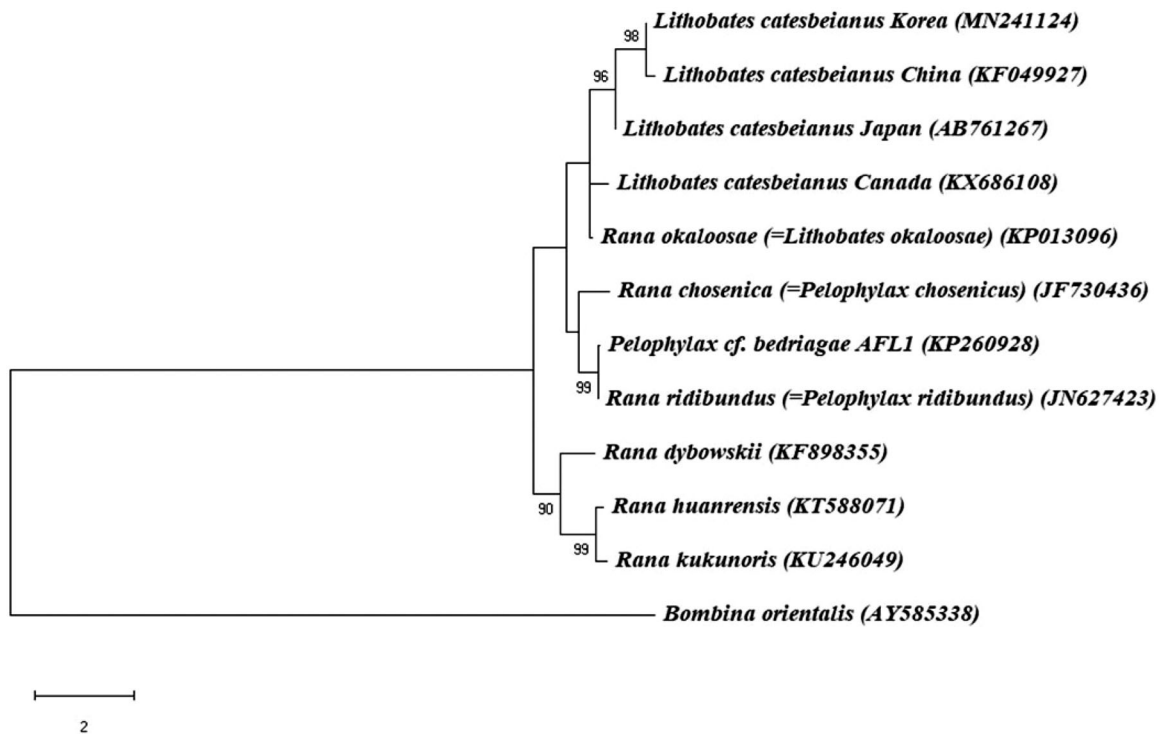 Lithobates catesbeianus Korea (MN241124)
98
Lithobates catesbeianus China (KF049927)
96
Lithobates catesbeianus Japan (AB761267)
Lithobates catesbeianus Canada (KX686108)
Rana okaloosae (=Lithobates okaloosae) (KP013096)
Rana chosenica (=Pelophylax chosenicus) (JF730436)
Pelophylax cf. bedriagae AFL1 (KP260928)
99
Rana ridibundus (=Pelophylax ridibundus) (JN627423)
Rana dybowskii (KF898355)
90
Rana huanrensis (KT588071)
99
Rana kukunoris (KU246049)
Bombina orientalis (AY585338)
2